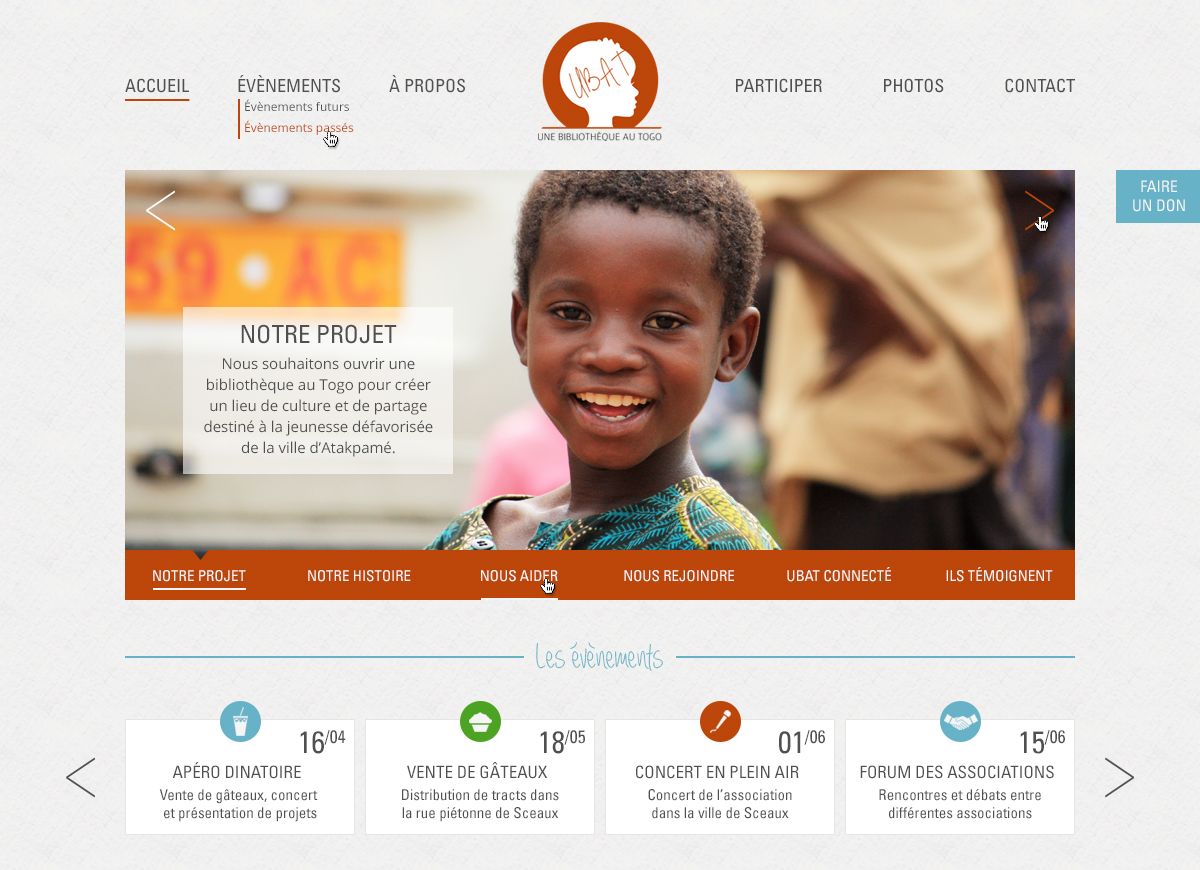 ACCUEIL
ÉVÈNEMENTS
Évènements futurs
Évènements passés
À PROPOS
UBAT
UNE BIBLIOTHÈQUE AU TOGO
PARTICIPER
PHOTOS
CONTACT
FAIRE
UN DON
59 AC
NOTRE PROJET
Nous souhaitons ouvrir une
bibliothèque au Togo pour créer
un lieu de culture et de partage
destiné à la jeunesse défavorisée
de la ville d’Atakpamé.
NOTRE PROJET
NOTRE HISTOIRE
NOUS AIDER
NOUS REJOINDRE
UBAT CONNECTÉ
ILS TÉMOIGNENT
Les évènements
16/04
APÉRO DINATOIRE
Vente de gâteaux, concert
et présentation de projets
18/05
VENTE DE GÂTEAUX
Distribution de tracts dans
la rue piétonne de Sceaux
01/06
CONCERT EN PLEIN AIR
Concert de l’association
dans la ville de Sceaux
15/06
FORUM DES ASSOCIATIONS
Rencontres et débats entre
différentes associations